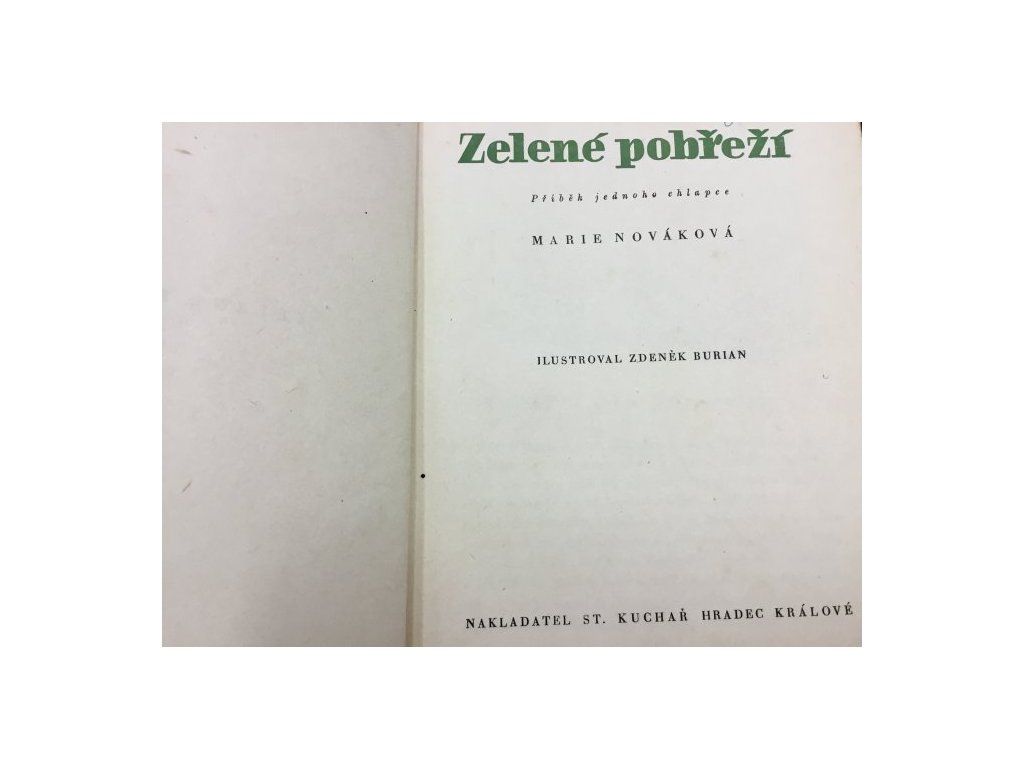 Zelené pobřeží
Příběh jednoho chlapce
MARIE NOVÁKOVÁ
ILUSTROVAL ZDENĚK BURIAN
NAKLADATEL ST. KUCHAŘ HRADEC KRÁLOVÉ